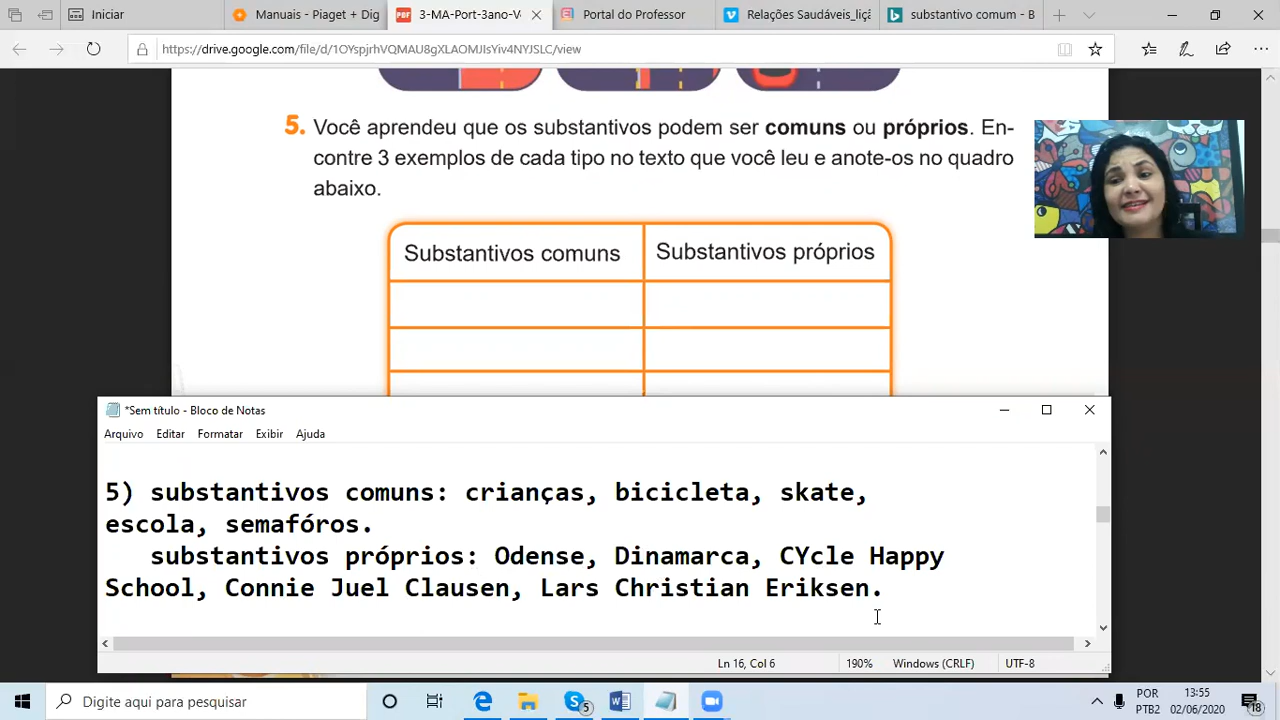 Iniciar
Manuais - Piaget + Dig
3-MA-Port-3ano-V
Portal do Professor
Relações Saudáveis_liçã
substantivo comum - B
https://drive.google.com/file/d/1OYspjrhVQMAU8gXLAOMJIsYiv4NYJSLC/view
5. Você aprendeu que os substantivos podem ser comuns ou próprios. En-
contre 3 exemplos de cada tipo no texto que você leu e anote-os no quadro
abaixo.
Substantivos comuns
Substantivos próprios
*Sem título - Bloco de Notas
Arquivo Editar Formatar Exibir Ajuda
5) substantivos comuns: crianças, bicicleta, skate,
escola, semafóros.
substantivos próprios: Odense, Dinamarca, CYcle Happy
School, Connie Juel Clausen, Lars Christian Eriksen.
Ln 16, Col 6
190%
Windows (CRLF)
UTF-8
Digite aqui para pesquisar
5
POR
PTB2
13:55
02/06/2020
18